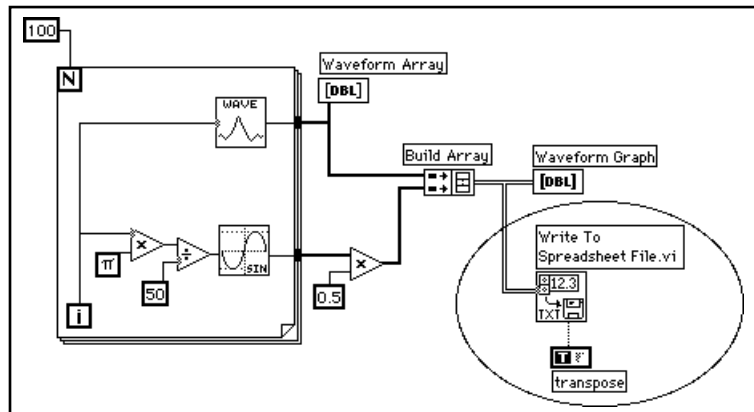 100
N
Waveform Array
[DBL]
WAVE
Build Array
Waveform Graph
[DBL]
Write To
Spreadsheet File.vi
12.3
TXT
π
×
÷
50
SIN
×
0.5
i
T
transpose